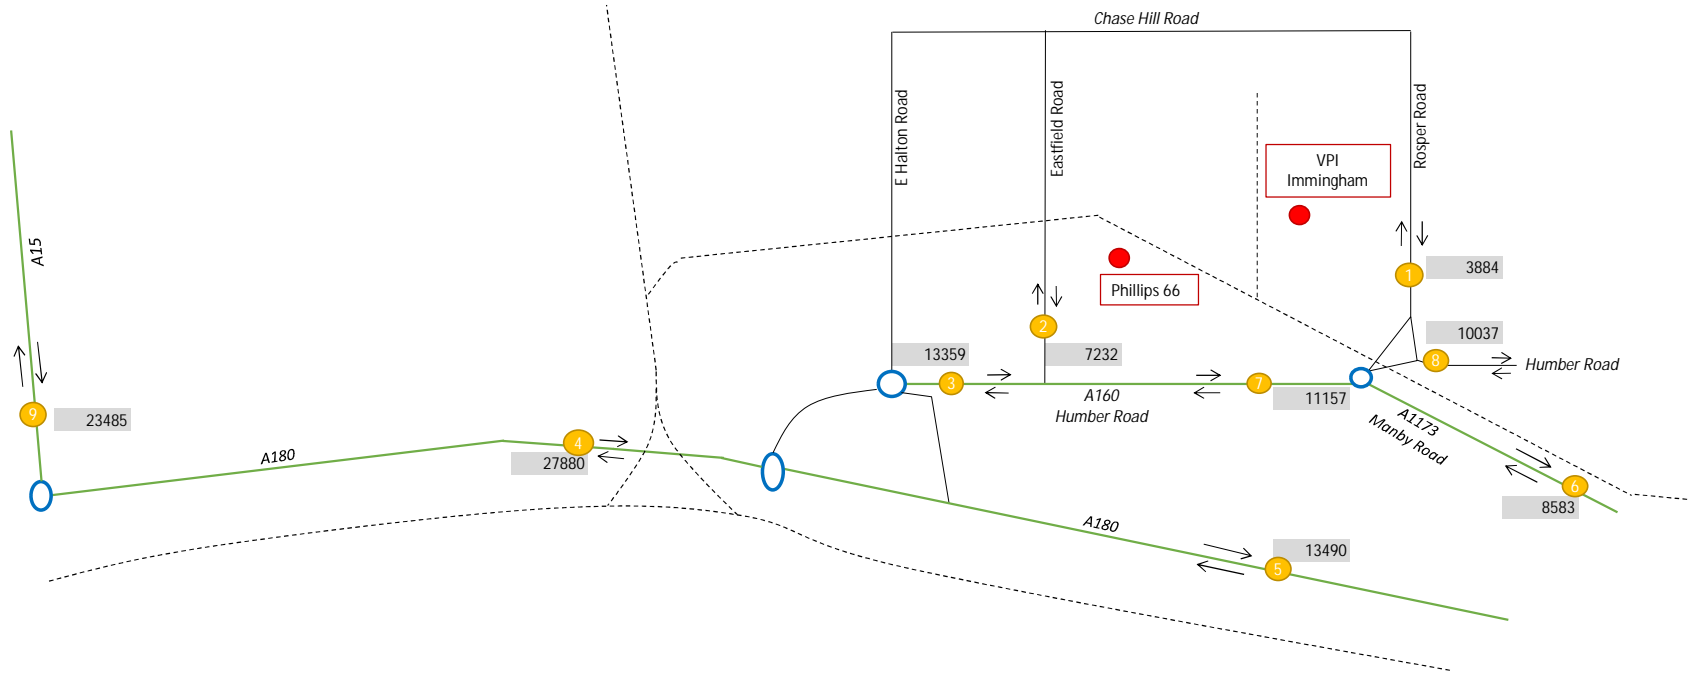 Chase Hill Road
E Halton Road
Eastfield Road
Rosper Road
VPI
Immingham
A15
Phillips 66
1
3884
2
8
10037
13359
7232
Humber Road
3
7
A160
Humber Road
11157
9
23485
A1173
Manby Road
4
A180
27880
6
8583
A180
13490
5